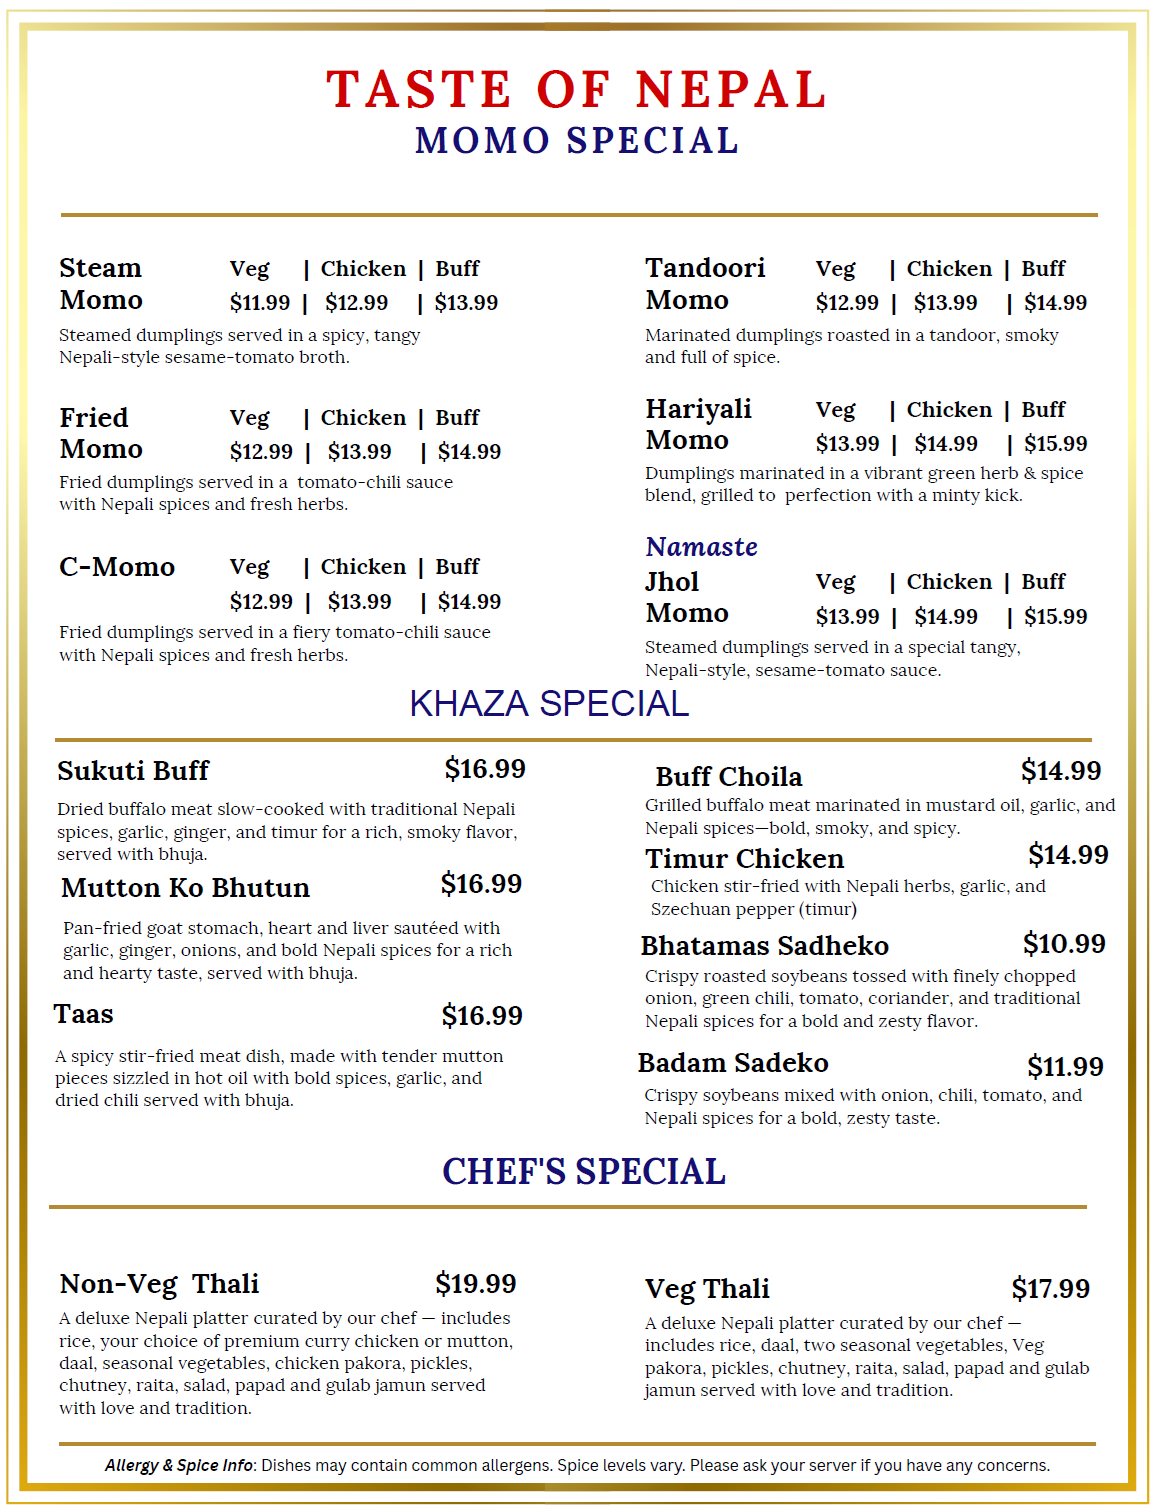 TASTE OF NEPAL
MOMO SPECIAL
Steam Momo
Veg | Chicken | Buff
$11.99 | $12.99 | $13.99
Steamed dumplings served in a spicy, tangy
Nepali-style sesame-tomato broth.
Fried Momo
Veg | Chicken | Buff
$12.99 | $13.99 | $14.99
Fried dumplings served in a tomato-chili sauce
with Nepali spices and fresh herbs.
C-Momo
Veg | Chicken | Buff
$12.99 | $13.99 | $14.99
Fried dumplings served in a fiery tomato-chili sauce
with Nepali spices and fresh herbs.
Tandoori Momo
Veg | Chicken | Buff
$12.99 | $13.99 | $14.99
Marinated dumplings roasted in a tandoor, smoky
and full of spice.
Hariyali Momo
Veg | Chicken | Buff
$13.99 | $14.99 | $15.99
Dumplings marinated in a vibrant green herb & spice
blend, grilled to perfection with a minty kick.
Namaste
Jhol Momo
Veg | Chicken | Buff
$13.99 | $14.99 | $15.99
Steamed dumplings served in a special tangy,
Nepali-style, sesame-tomato sauce.
KHAZA SPECIAL
Sukuti Buff $16.99
Dried buffalo meat slow-cooked with traditional Nepali
spices, garlic, ginger, and timur for a rich, smoky flavor,
served with bhuja.
Mutton Ko Bhutun $16.99
Pan-fried goat stomach, heart and liver sautéed with
garlic, ginger, onions, and bold Nepali spices for a rich
and hearty taste, served with bhuja.
Taas $16.99
A spicy stir-fried meat dish, made with tender mutton
pieces sizzled in hot oil with bold spices, garlic, and
dried chili served with bhuja.
Buff Choila $14.99
Grilled buffalo meat marinated in mustard oil, garlic, and
Nepali spices—bold, smoky, and spicy.
Timur Chicken $14.99
Chicken stir-fried with Nepali herbs, garlic, and
Szechuan pepper (timur)
Bhatamas Sadheko $10.99
Crispy roasted soybeans tossed with finely chopped
onion, green chili, tomato, coriander, and traditional
Nepali spices for a bold and zesty flavor.
Badam Sadeko $11.99
Crispy soybeans mixed with onion, chili, tomato, and
Nepali spices for a bold, zesty taste.
CHEF'S SPECIAL
Non-Veg Thali $19.99
A deluxe Nepali platter curated by our chef — includes
rice, your choice of premium curry chicken or mutton,
daal, seasonal vegetables, chicken pakora, pickles,
chutney, raita, salad, papad and gulab jamun served
with love and tradition.
Veg Thali $17.99
A deluxe Nepali platter curated by our chef —
includes rice, daal, two seasonal vegetables, Veg
pakora, pickles, chutney, raita, salad, papad and gulab
jamun served with love and tradition.
Allergy & Spice Info: Dishes may contain common allergens. Spice levels vary. Please ask your server if you have any concerns.